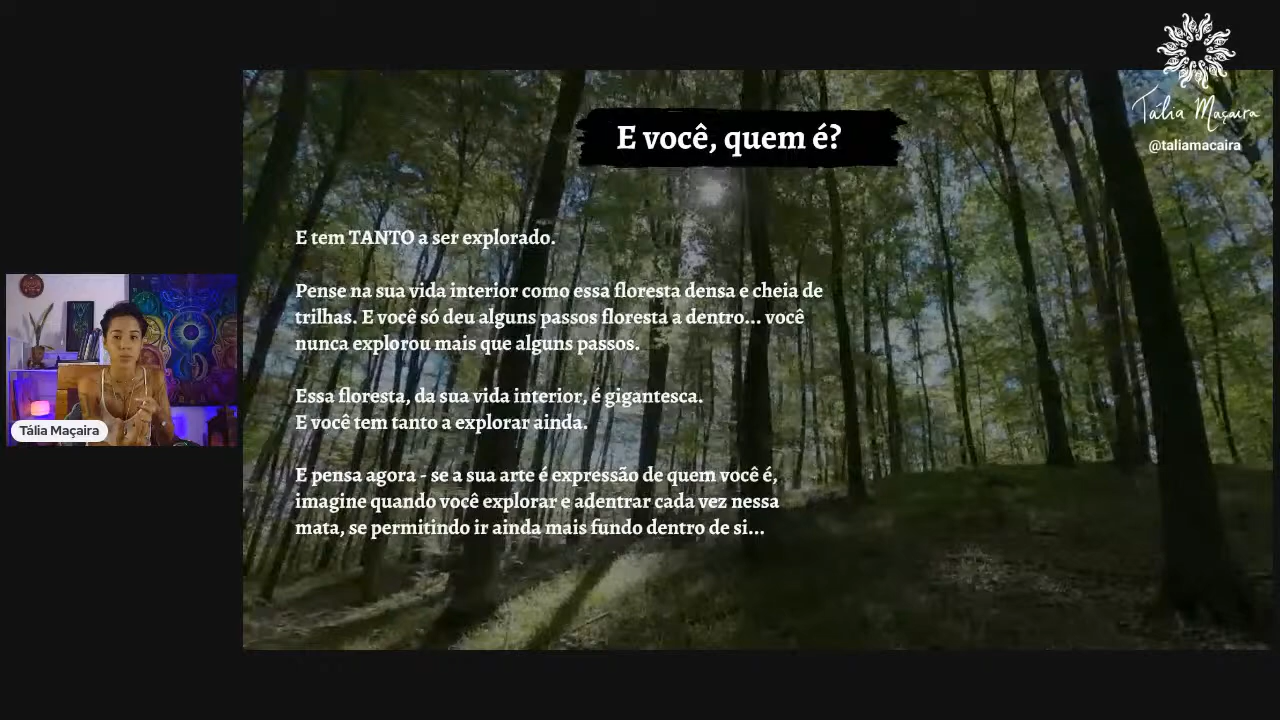 Tália Maçaira
@taliamacaira
E você, quem é?
E tem TANTO a ser explorado.
Pense na sua vida interior como essa floresta densa e cheia de
trilhas. E você só deu alguns passos floresta a dentro... você
nunca explorou mais que alguns passos.
Essa floresta, da sua vida interior, é gigantesca.
E você tem tanto a explorar ainda.
E pensa agora - se a sua arte é expressão de quem você é,
imagine quando você explorar e adentrar cada vez nessa
mata, se permitindo ir ainda mais fundo dentro de si...
Tália Maçaira